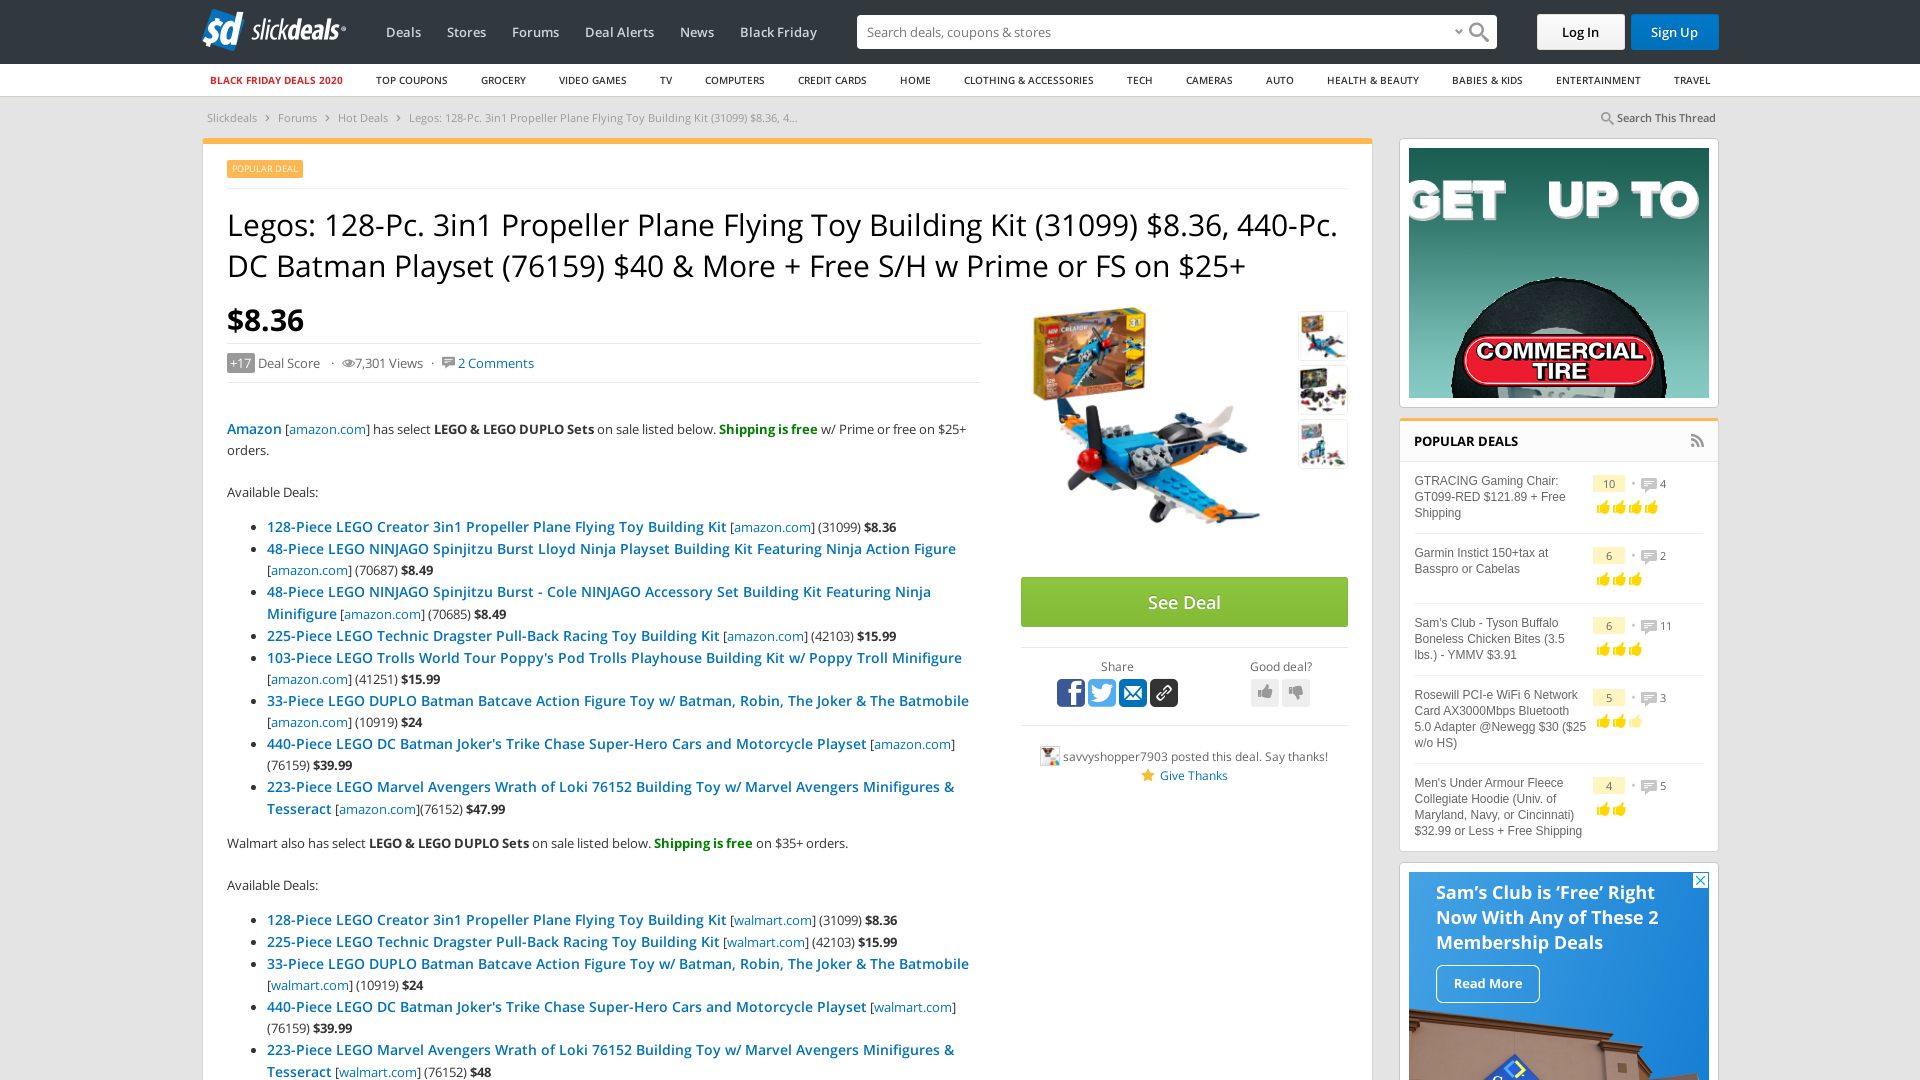 slickdeals
Deals
Stores
Forums
Deal Alerts
News
Black Friday
Search deals, coupons & stores
Log In
Sign Up
BLACK FRIDAY DEALS 2020
TOP COUPONS
GROCERY
VIDEO GAMES
TV
COMPUTERS
CREDIT CARDS
HOME
CLOTHING & ACCESSORIES
TECH
CAMERAS
AUTO
HEALTH & BEAUTY
BABIES & KIDS
ENTERTAINMENT
TRAVEL
Slickdeals › Forums › Hot Deals › Legos: 128-Pc. 3in1 Propeller Plane Flying Toy Building Kit (31099) $8.36, 4...
Search This Thread
POPULAR DEAL
Legos: 128-Pc. 3in1 Propeller Plane Flying Toy Building Kit (31099) $8.36, 440-Pc.
DC Batman Playset (76159) $40 & More + Free S/H w Prime or FS on $25+
$8.36
+17 Deal Score · 7,301 Views · 2 Comments
Amazon [amazon.com] has select LEGO & LEGO DUPLO Sets on sale listed below. Shipping is free w/ Prime or free on $25+
orders.
Available Deals:
128-Piece LEGO Creator 3in1 Propeller Plane Flying Toy Building Kit [amazon.com] (31099) $8.36
48-Piece LEGO NINJAGO Spinjitzu Burst Lloyd Ninja Playset Building Kit Featuring Ninja Action Figure
[amazon.com] (70687) $8.49
48-Piece LEGO NINJAGO Spinjitzu Burst - Cole NINJAGO Accessory Set Building Kit Featuring Ninja
Minifigure [amazon.com] (70685) $8.49
225-Piece LEGO Technic Dragster Pull-Back Racing Toy Building Kit [amazon.com] (42103) $15.99
103-Piece LEGO Trolls World Tour Poppy's Pod Trolls Playhouse Building Kit w/ Poppy Troll Minifigure
[amazon.com] (41251) $15.99
33-Piece LEGO DUPLO Batman Batcave Action Figure Toy w/ Batman, Robin, The Joker & The Batmobile
[amazon.com] (10919) $24
440-Piece LEGO DC Batman Joker's Trike Chase Super-Hero Cars and Motorcycle Playset [amazon.com]
(76159) $39.99
223-Piece LEGO Marvel Avengers Wrath of Loki 76152 Building Toy w/ Marvel Avengers Minifigures &
Tesseract [amazon.com](76152) $47.99
Walmart also has select LEGO & LEGO DUPLO Sets on sale listed below. Shipping is free on $35+ orders.
Available Deals:
128-Piece LEGO Creator 3in1 Propeller Plane Flying Toy Building Kit [walmart.com] (31099) $8.36
225-Piece LEGO Technic Dragster Pull-Back Racing Toy Building Kit [walmart.com] (42103) $15.99
33-Piece LEGO DUPLO Batman Batcave Action Figure Toy w/ Batman, Robin, The Joker & The Batmobile
[walmart.com] (10919) $24
440-Piece LEGO DC Batman Joker's Trike Chase Super-Hero Cars and Motorcycle Playset [walmart.com]
(76159) $39.99
223-Piece LEGO Marvel Avengers Wrath of Loki 76152 Building Toy w/ Marvel Avengers Minifigures &
Tesseract [walmart.com] (76152) $48
See Deal
Share
Good deal?
savvyshopper7903 posted this deal. Say thanks!
Give Thanks
GET UP TO
COMMERCIAL
TIRE
POPULAR DEALS
GTRACING Gaming Chair:
GT099-RED $121.89 + Free
Shipping
10 • 4
Garmin Instict 150+tax at
Basspro or Cabelas
6 • 2
Sam's Club - Tyson Buffalo
Boneless Chicken Bites (3.5
lbs.) - YMMV $3.91
6 • 11
Rosewill PCI-e WiFi 6 Network
Card AX3000Mbps Bluetooth
5.0 Adapter @Newegg $30 ($25
w/o HS)
5 • 3
Men's Under Armour Fleece
Collegiate Hoodie (Univ. of
Maryland, Navy, or Cincinnati)
$32.99 or Less + Free Shipping
4 • 5
Sam's Club is ‘Free’ Right
Now With Any of These 2
Membership Deals
Read More